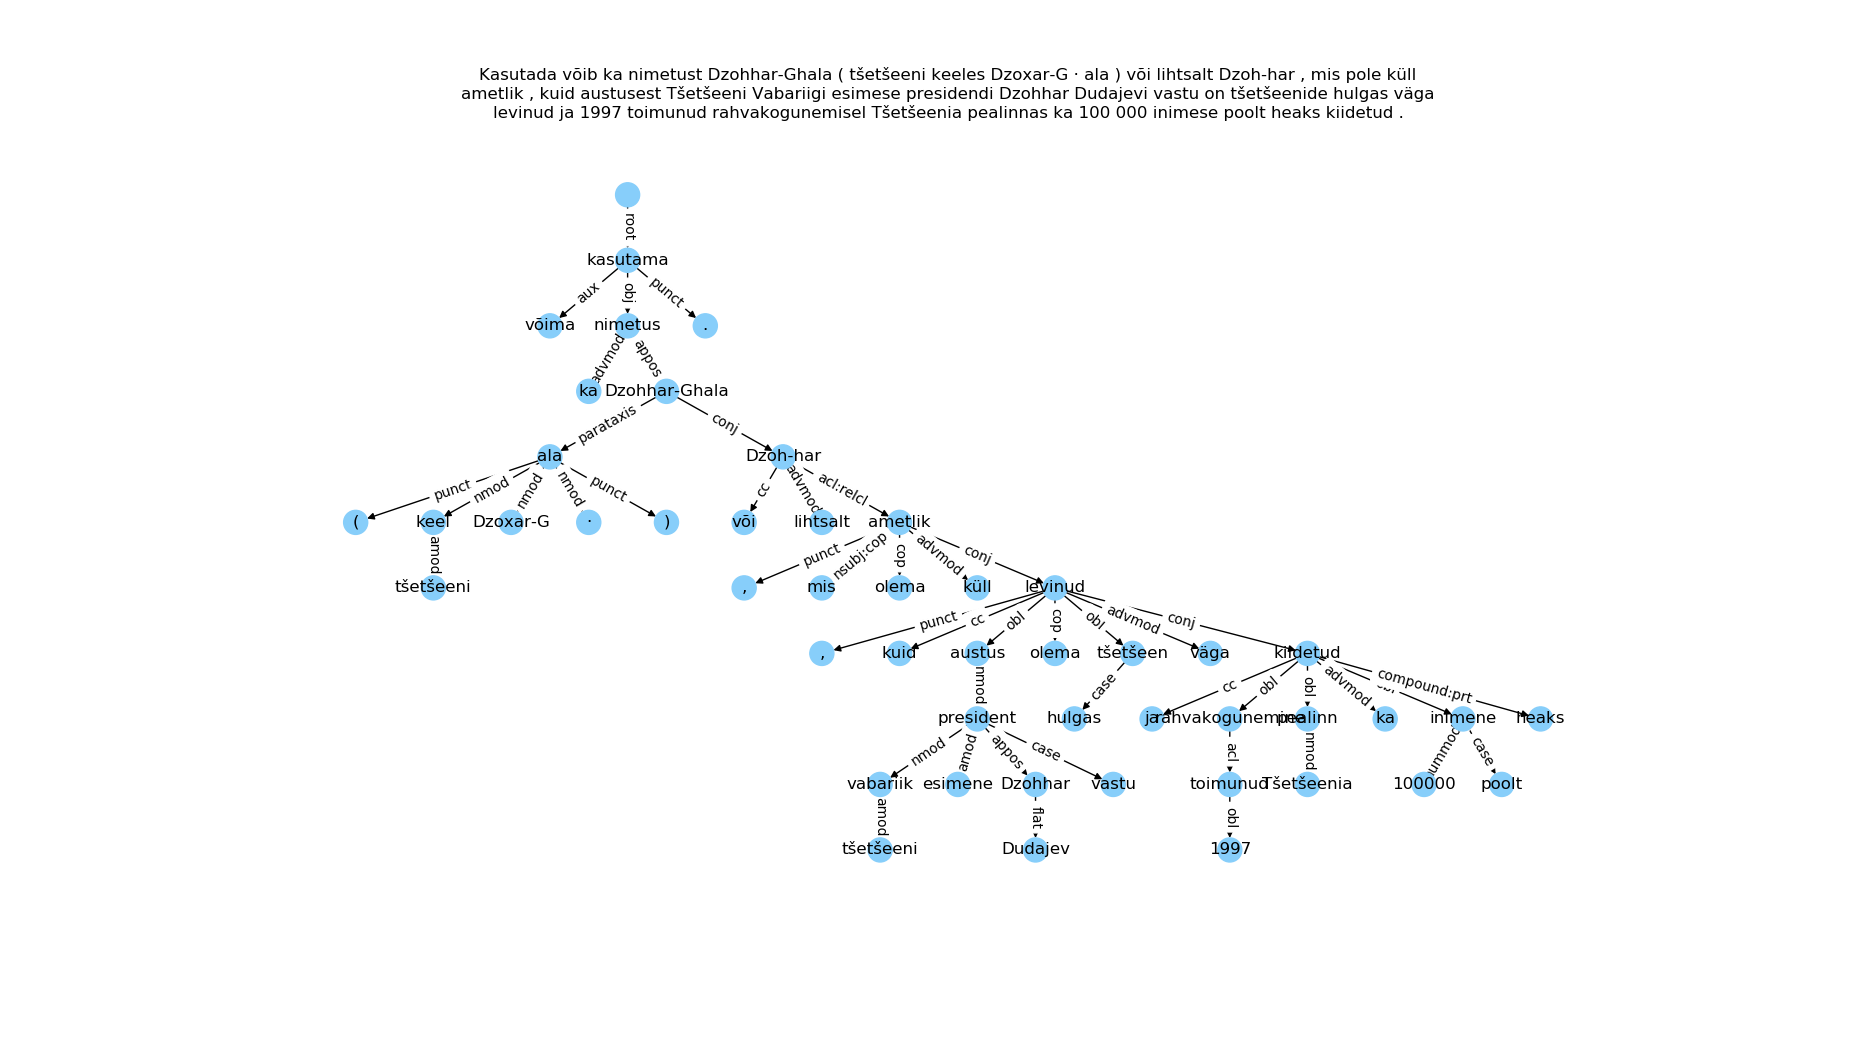 Kasutada võib ka nimetust Dzohhar-Ghala ( tšetšeeni keeles Dzoxar-G · ala ) või lihtsalt Dzoh-har , mis pole küll
ametlik , kuid austusest Tšetšeeni Vabariigi esimese presidendi Dzohhar Dudajevi vastu on tšetšeenide hulgas väga
levinud ja 1997 toimunud rahvakogunemisel Tšetšeenia pealinnas ka 100 000 inimese poolt heaks kiidetud .
root
kasutama
aux obj punct
võima nimetus .
advmod appos
ka Dzohhar-Ghala
parataxis conj
ala Dzoh-har
punct nmod nmod nmod punct cc advmod acl:relcl
( keel Dzoxar-G · ) või lihtsalt ametlik
amod punct nsubj:cop cop advmod conj
tšetšeeni , mis olema küll levinud
punct cc obl cop obl advmod conj
, kuid austus olema tšetšeen väga kiidetud
nmod case cc obl obl advmod compound:prt
president hulgas ja rahvakogunemine pealinn ka inimene heaks
nmod amod appos case acl nmod case
vabariik esimene Dzohhar vastu toimunud Tšetšeenia 100000 poolt
amod flat obl
tšetšeeni Dudajev 1997